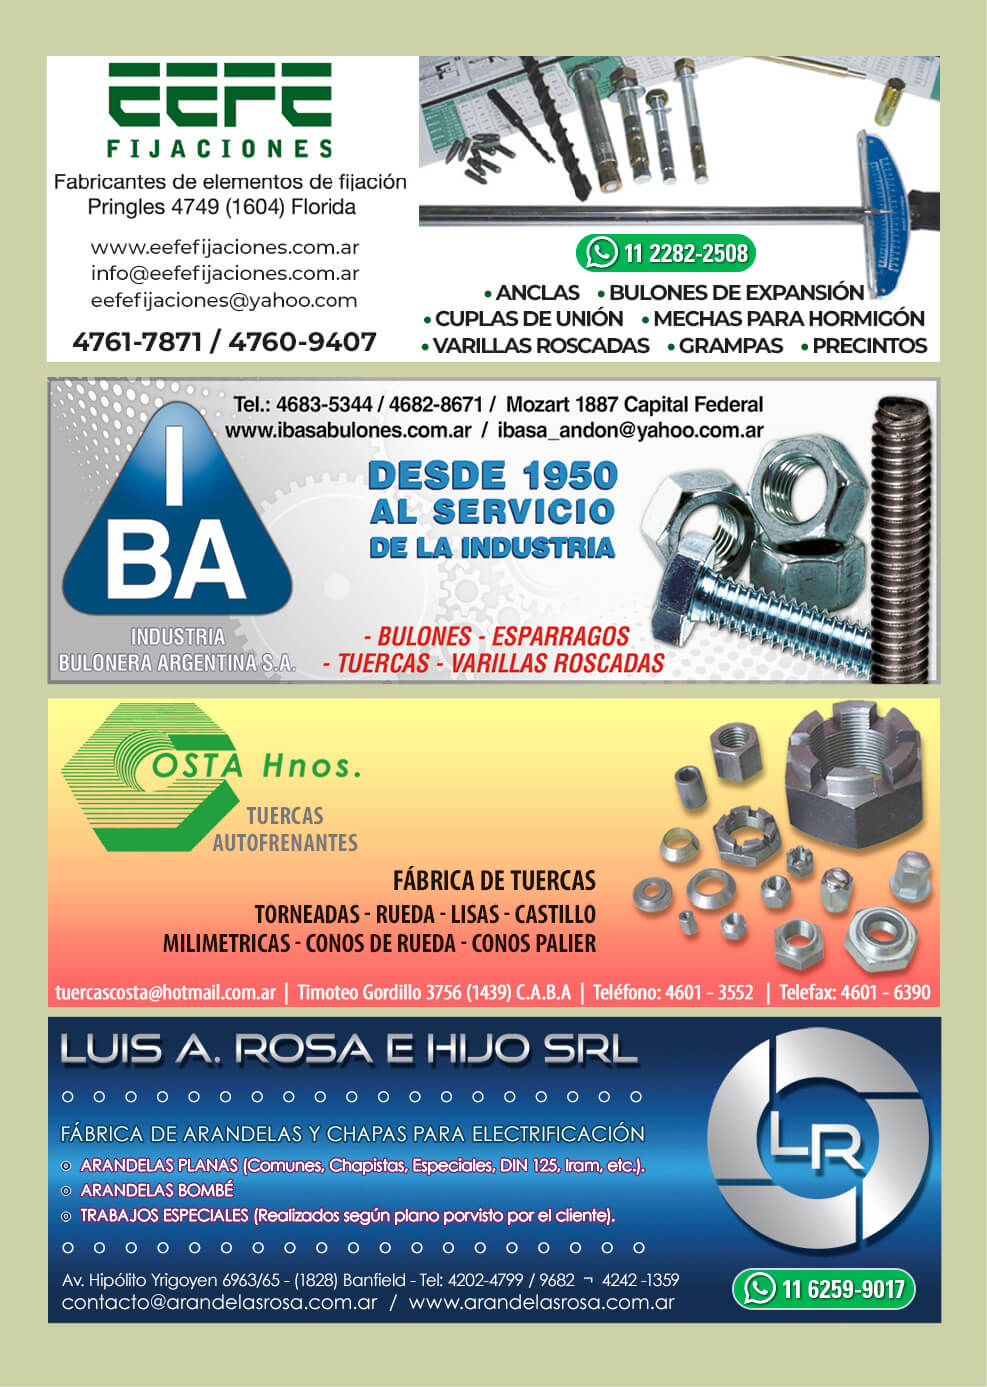 EEFE
FIJACIONES
Fabricantes de elementos de fijación
Pringles 4749 (1604) Florida
www.eefefijaciones.com.ar
info@eefefijaciones.com.ar
eefefijaciones@yahoo.com
4761-7871 / 4760-9407
11 2282-2508
• ANCLAS • BULONES DE EXPANSIÓN
• CUPLAS DE UNIÓN • MECHAS PARA HORMIGÓN
• VARILLAS ROSCADAS • GRAMPAS • PRECINTOS
Tel.: 4683-5344 / 4682-8671 / Mozart 1887 Capital Federal
www.ibasabulones.com.ar / ibasa_andon@yahoo.com.ar
I
BA
INDUSTRIA
BULONERA ARGENTINA S.A.
DESDE 1950
AL SERVICIO
DE LA INDUSTRIA
- BULONES - ESPARRAGOS
- TUERCAS - VARILLAS ROSCADAS
COSTA Hnos.
TUERCAS
AUTOFRENANTES
FÁBRICA DE TUERCAS
TORNEADAS - RUEDA - LISAS - CASTILLO
MILIMETRICAS - CONOS DE RUEDA - CONOS PALIER
tuercascosta@hotmail.com.ar | Timoteo Gordillo 3756 (1439) C.A.B.A | Teléfono: 4601 - 3552 | Telefax: 4601 - 6390
LUIS A. ROSA E HIJO SRL
FÁBRICA DE ARANDELAS Y CHAPAS PARA ELECTRIFICACIÓN
ARANDELAS PLANAS (Comunes, Chapistas, Especiales, DIN 125, Iram, etc.).
ARANDELAS BOMBÉ
TRABAJOS ESPECIALES (Realizados según plano porvisto por el cliente).
LR
Av. Hipólito Yrigoyen 6963/65 - (1828) Banfield - Tel: 4202-4799 / 9682 ¬ 4242 -1359
contacto@arandelasrosa.com.ar / www.arandelasrosa.com.ar
11 6259-9017